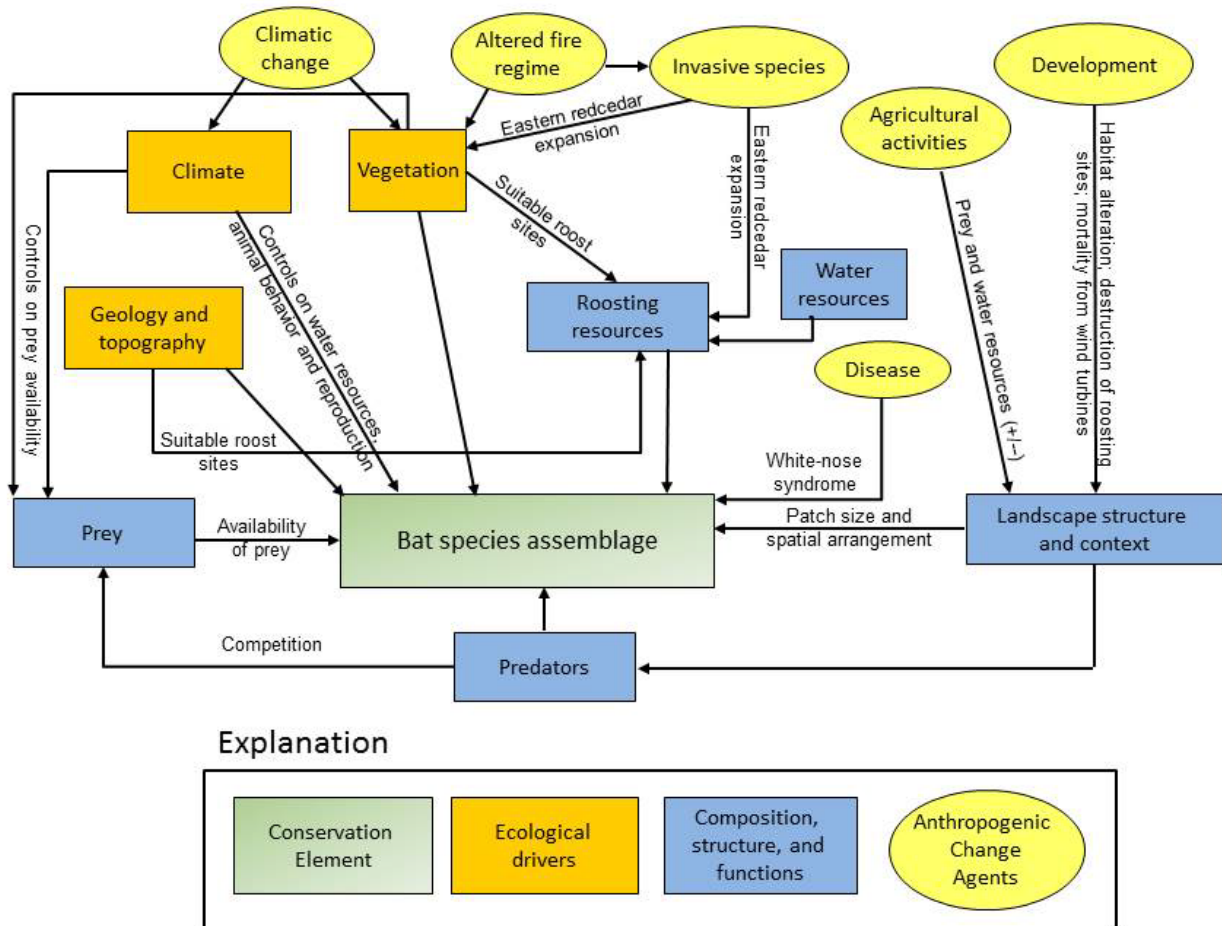 Climatic
change
Altered fire
regime
Invasive species
Development
Agricultural
activities
Eastern redcedar
expansion
Eastern redcedar
expansion
Climate
Vegetation
Suitable roost
sites
Habitat alteration; destruction of roosting
sites; mortality from wind turbines
Prey and water resources (+/–)
Controls on prey availability
Controls on water resources,
animal behavior and reproduction
Geology and
topography
Roosting
resources
Water
resources
Disease
Suitable roost
sites
White-nose
syndrome
Prey
Availability
of prey
Bat species assemblage
Patch size and
spatial arrangement
Landscape structure
and context
Competition
Predators
Explanation
Conservation
Element
Ecological
drivers
Composition,
structure, and
functions
Anthropogenic
Change
Agents